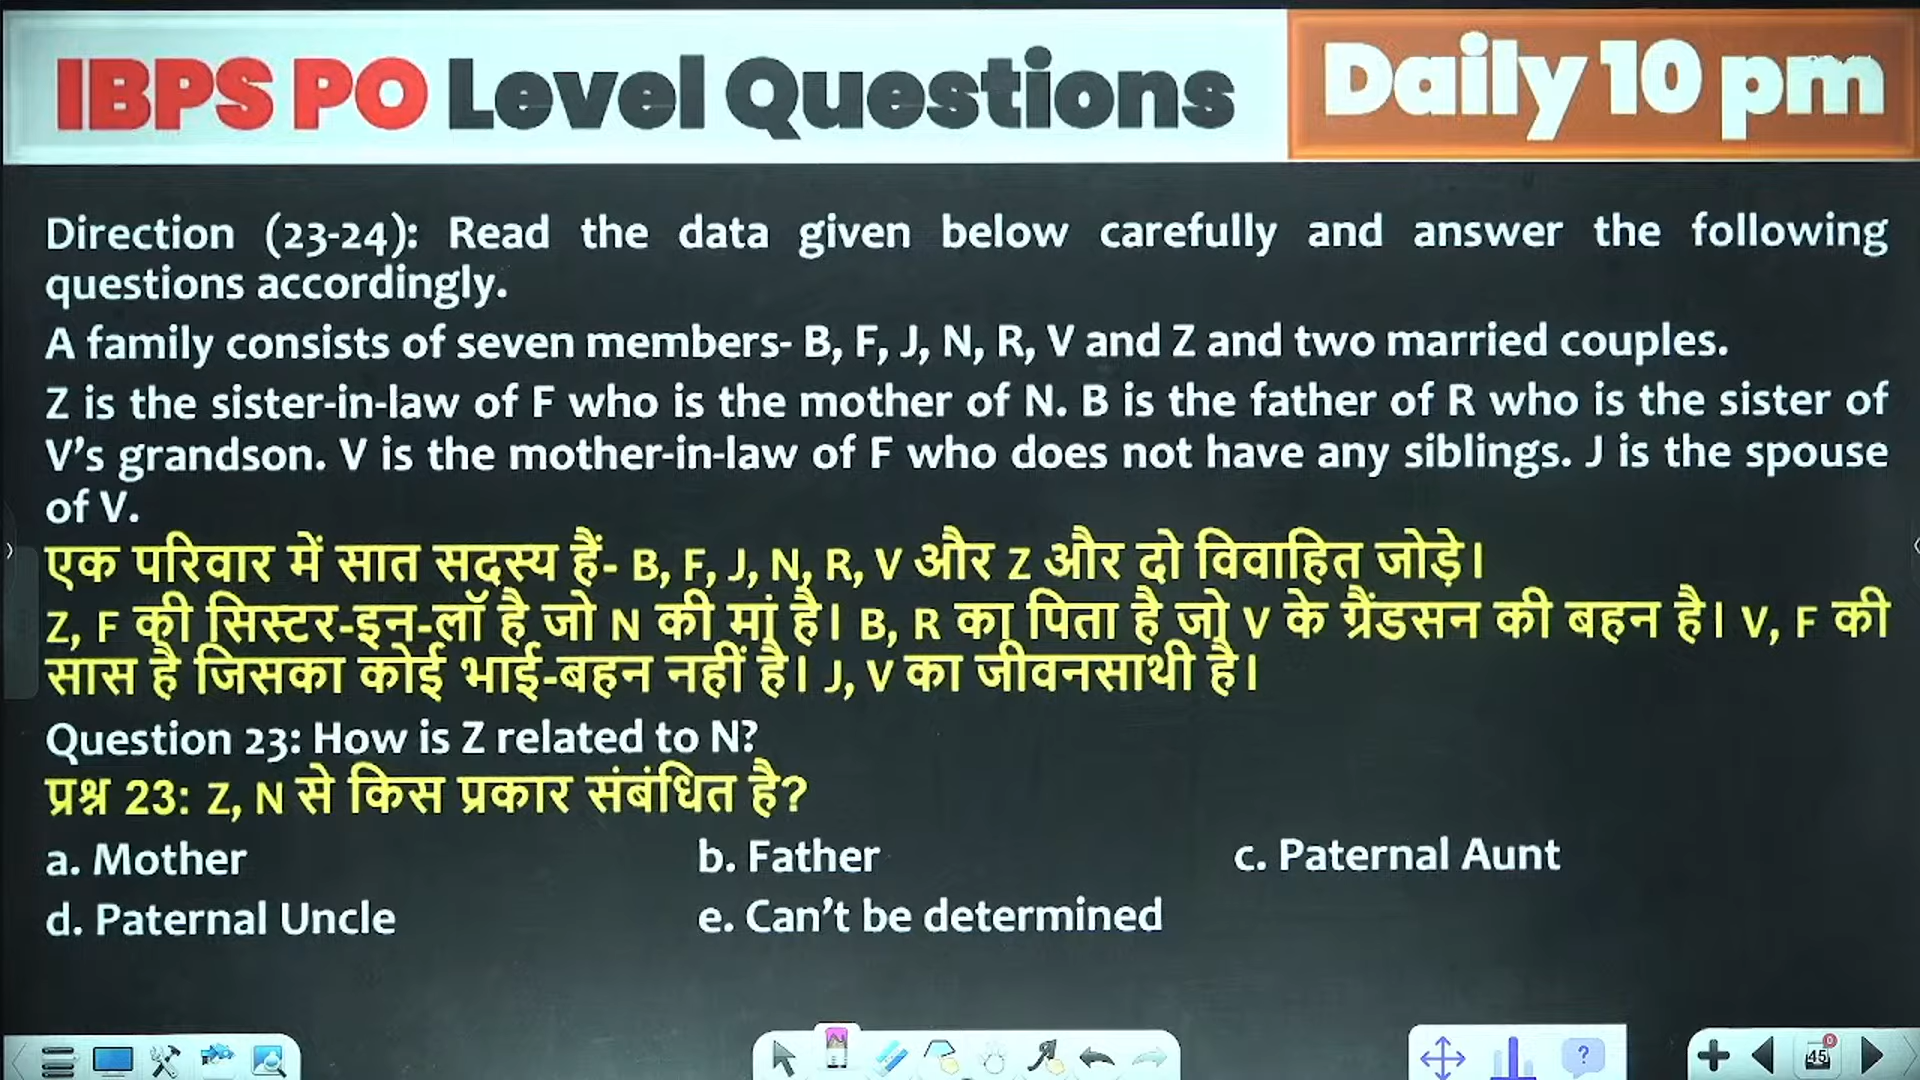 IBPS PO Level Questions
Daily 10 pm
Direction (23-24): Read the data given below carefully and answer the following
questions accordingly.
A family consists of seven members- B, F, J, N, R, V and Z and two married couples.
Z is the sister-in-law of F who is the mother of N. B is the father of R who is the sister of
V’s grandson. V is the mother-in-law of F who does not have any siblings. J is the spouse
of V.
एक परिवार में सात सदस्य हैं- B, F, J, N, R, V और Z और दो विवाहित जोड़े।
Z, F की सिस्टर-इन-लॉ है जो N की मां है। B, R का पिता है जो V के ग्रैंडसन की बहन है। V, F की
सास है जिसका कोई भाई-बहन नहीं है। J, V का जीवनसाथी है।
Question 23: How is Z related to N?
प्रश्न 23: Z, N से किस प्रकार संबंधित है?
a. Mother b. Father c. Paternal Aunt
d. Paternal Uncle e. Can’t be determined
45